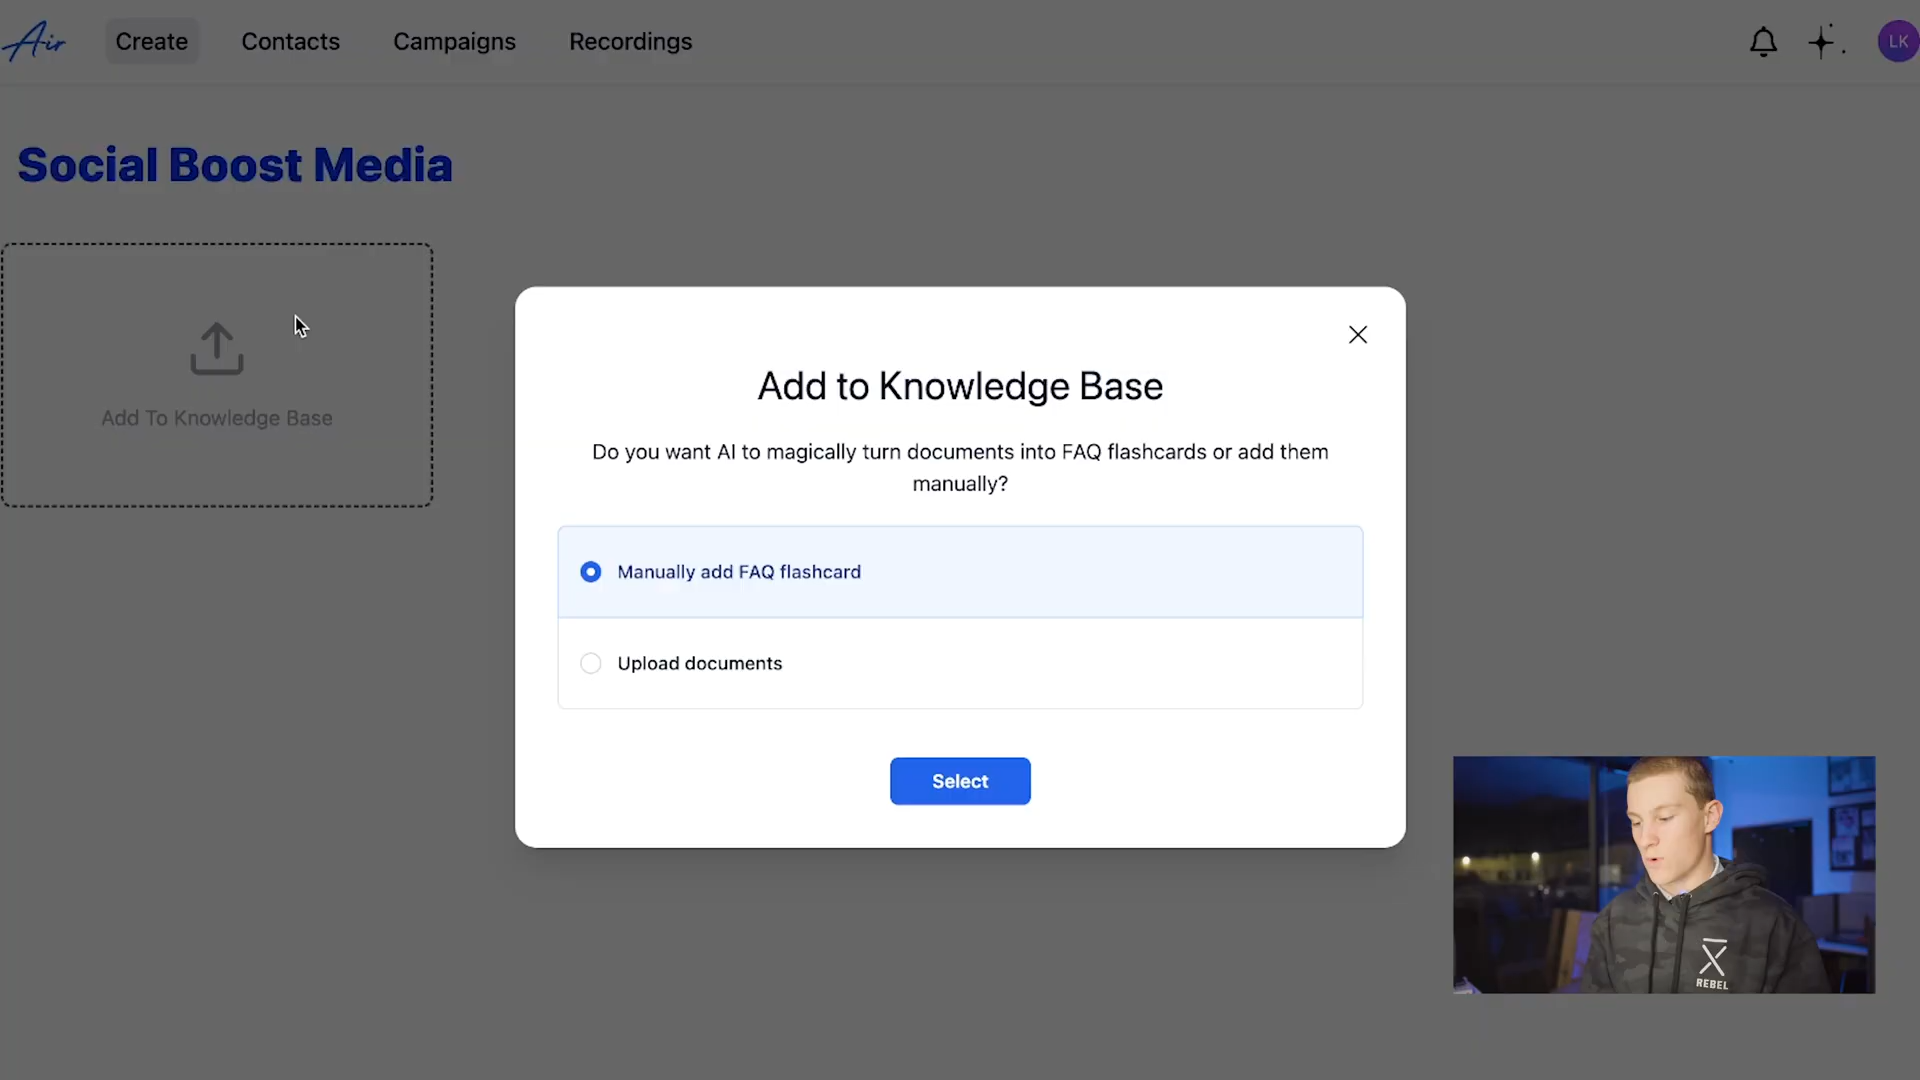 Air
Create
Contacts
Campaigns
Recordings
LK
Social Boost Media
Add To Knowledge Base
Add to Knowledge Base
Do you want AI to magically turn documents into FAQ flashcards or add them
manually?
Manually add FAQ flashcard
Upload documents
Select
REBEL